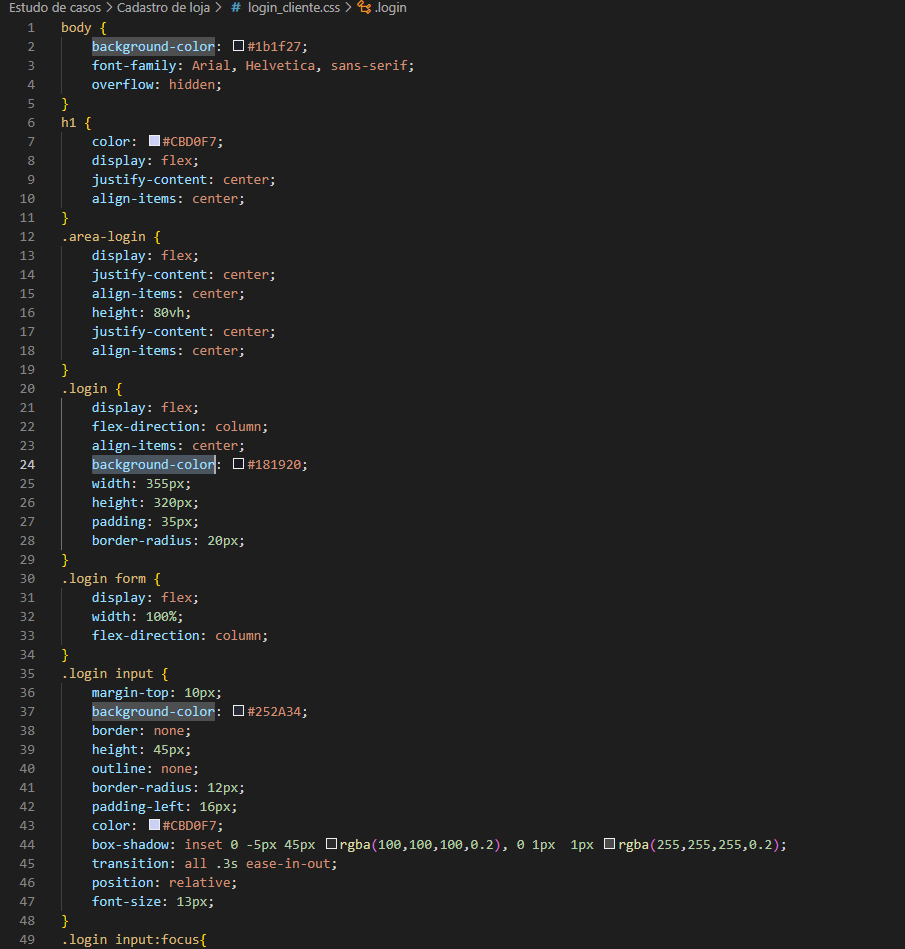 Estudo de casos > Cadastro de loja > # login_cliente.css > .login
1 body {
2 background-color: #1b1f27;
3 font-family: Arial, Helvetica, sans-serif;
4 overflow: hidden;
5 }
6 h1 {
7 color: #CBD0F7;
8 display: flex;
9 justify-content: center;
10 align-items: center;
11 }
12 .area-login {
13 display: flex;
14 justify-content: center;
15 align-items: center;
16 height: 80vh;
17 justify-content: center;
18 align-items: center;
19 }
20 .login {
21 display: flex;
22 flex-direction: column;
23 align-items: center;
24 background-color: #181920;
25 width: 355px;
26 height: 320px;
27 padding: 35px;
28 border-radius: 20px;
29 }
30 .login form {
31 display: flex;
32 width: 100%;
33 flex-direction: column;
34 }
35 .login input {
36 margin-top: 10px;
37 background-color: #252A34;
38 border: none;
39 height: 45px;
40 outline: none;
41 border-radius: 12px;
42 padding-left: 16px;
43 color: #CBD0F7;
44 box-shadow: inset 0 -5px 45px rgba(100,100,100,0.2), 0 1px  1px rgba(255,255,255,0.2);
45 transition: all .3s ease-in-out;
46 position: relative;
47 font-size: 13px;
48 }
49 .login input:focus{